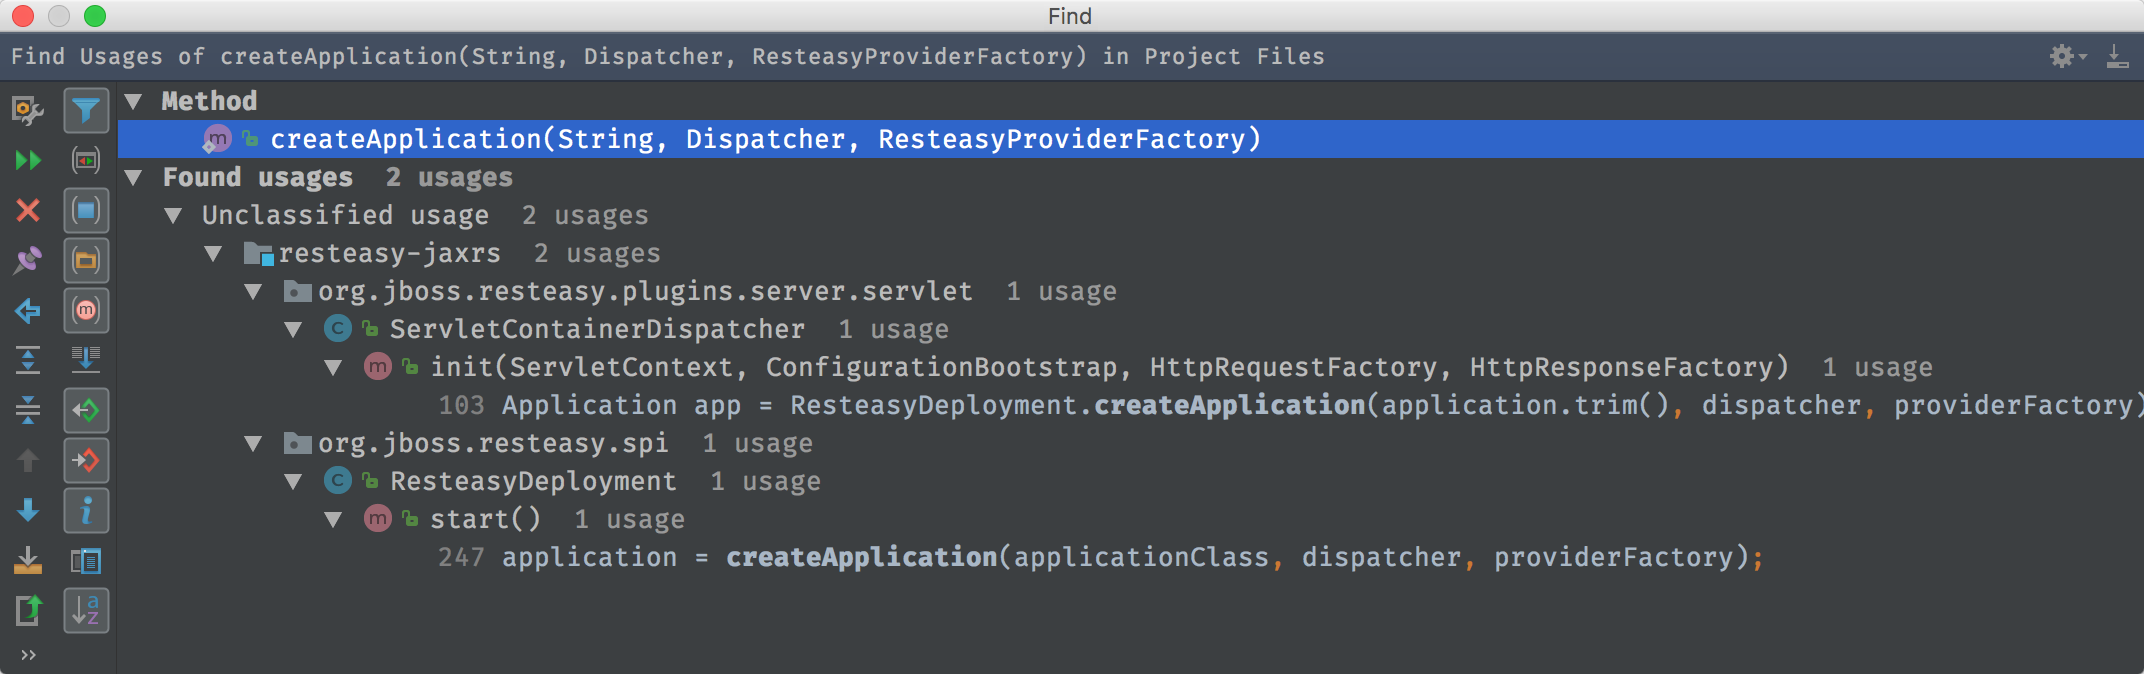 Find
Find Usages of createApplication(String, Dispatcher, ResteasyProviderFactory) in Project Files
Method
createApplication(String, Dispatcher, ResteasyProviderFactory)
Found usages 2 usages
Unclassified usage 2 usages
resteasy-jaxrs 2 usages
org.jboss.resteasy.plugins.server.servlet 1 usage
ServletContainerDispatcher 1 usage
init(ServletContext, ConfigurationBootstrap, HttpRequestFactory, HttpResponseFactory) 1 usage
103 Application app = ResteasyDeployment.createApplication(application.trim(), dispatcher, providerFactory)
org.jboss.resteasy.spi 1 usage
ResteasyDeployment 1 usage
start() 1 usage
247 application = createApplication(applicationClass, dispatcher, providerFactory);